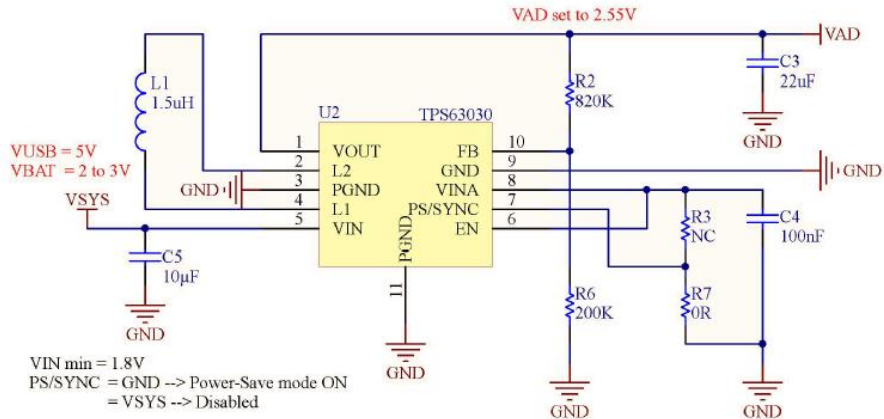 VAD set to 2.55V
VAD
L1
1.5uH
R2
820K
C3
22uF
GND
U2
TPS63030
VUSB = 5V
VBAT = 2 to 3V
VSYS
1 VOUT FB 10
2 L2 GND 9
GND 3 PGND VINA 8
4 L1 PS/SYNC 7
5 VIN EN 6
PGND
11
GND
GND
R3
NC
C4
100nF
C5
10µF
GND
R6
200K
R7
0R
GND
GND
VIN min = 1.8V
PS/SYNC = GND --> Power-Save mode ON
= VSYS --> Disabled